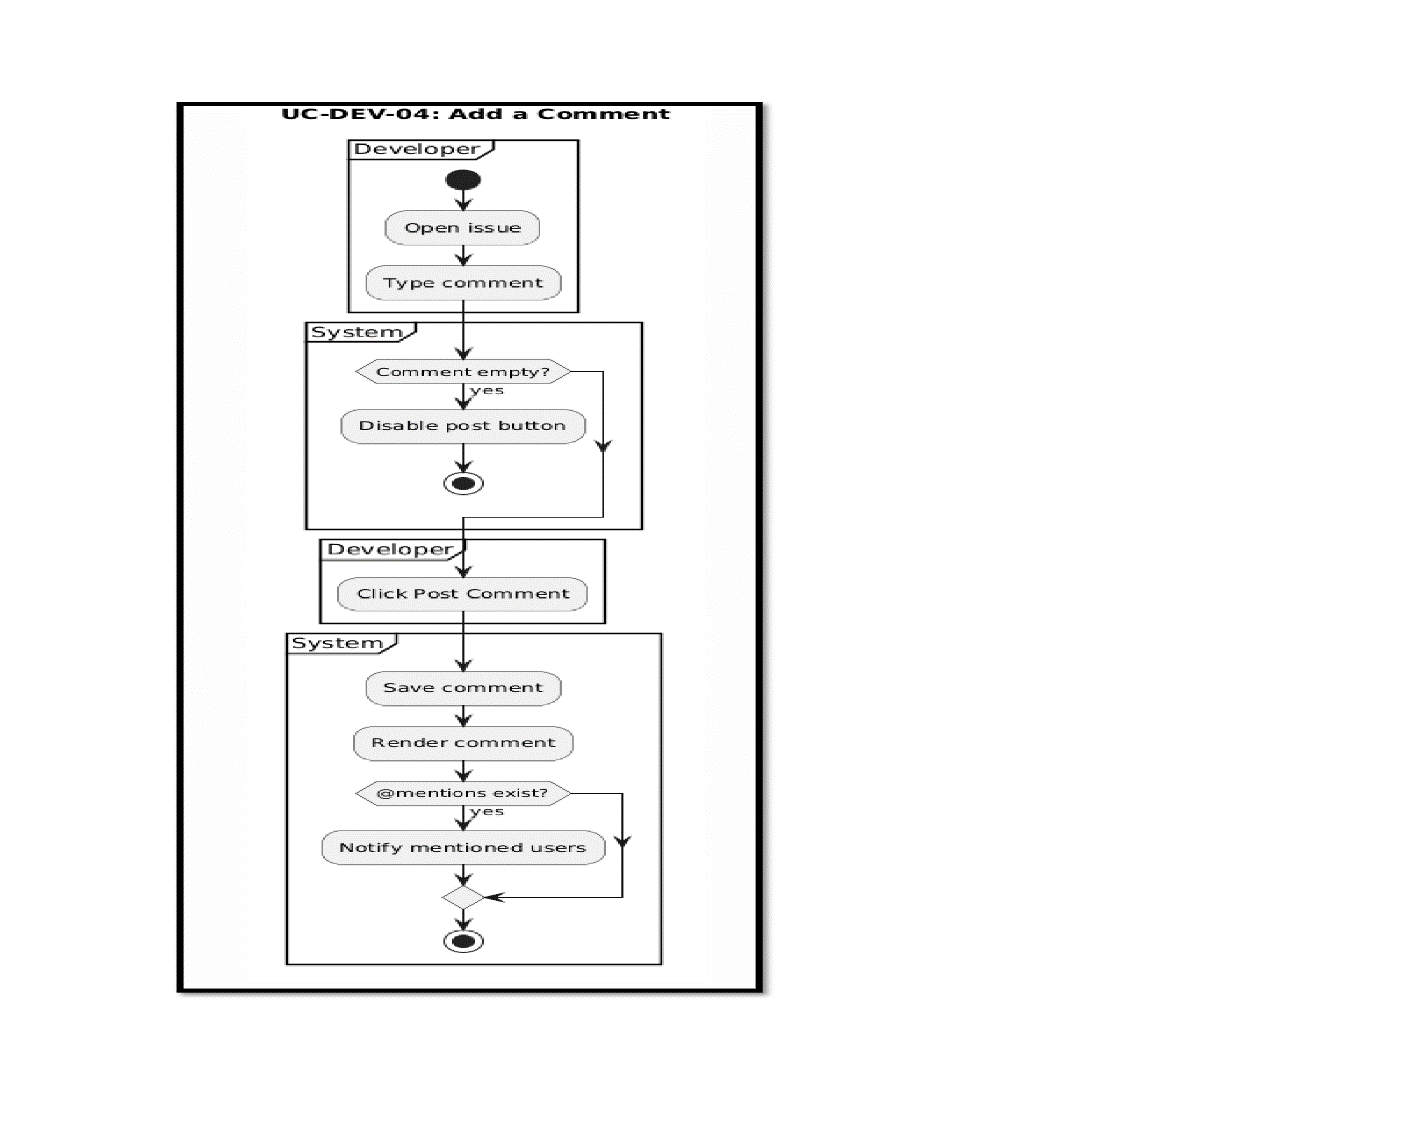 UC-DEV-04: Add a Comment
Developer
Open issue
Type comment
System
Comment empty?
yes
Disable post button
Developer
Click Post Comment
System
Save comment
Render comment
@mentions exist?
yes
Notify mentioned users